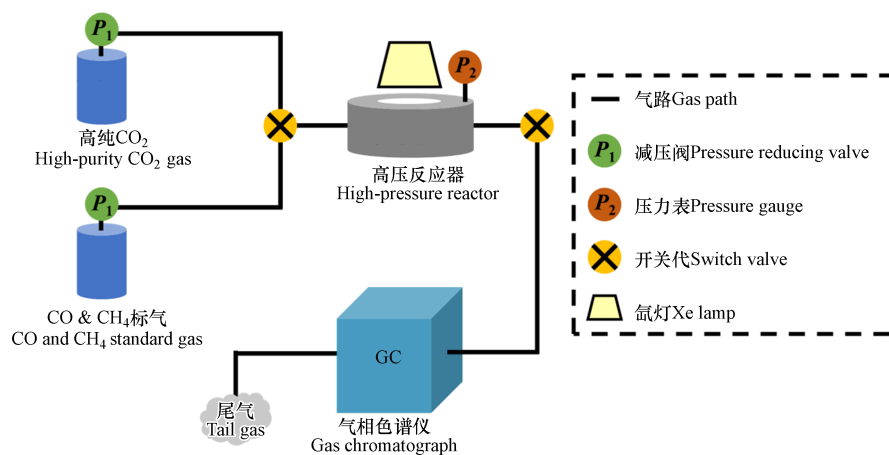 P1
高纯CO2
High-purity CO2 gas
P1
CO & CH4标气
CO and CH4 standard gas
P2
高压反应器
High-pressure reactor
GC
气相色谱仪
Gas chromatograph
尾气
Tail gas
气路Gas path
P1 减压阀Pressure reducing valve
P2 压力表Pressure gauge
开关代Switch valve
氙灯Xe lamp